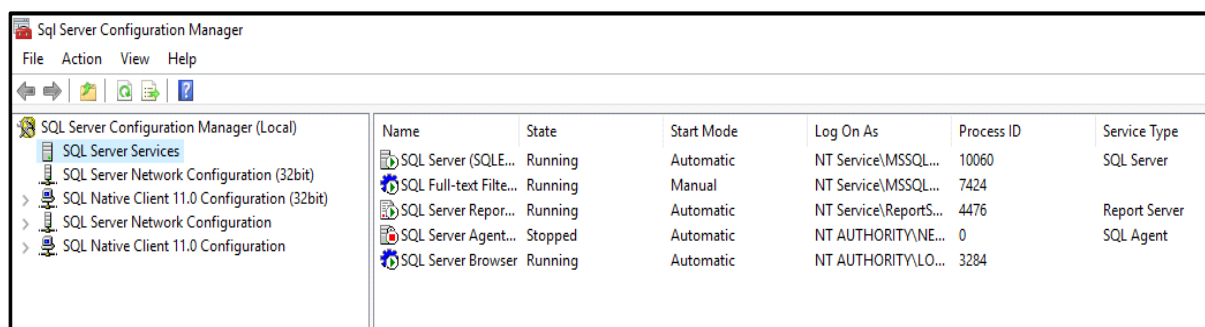 Sql Server Configuration Manager
File Action View Help
SQL Server Configuration Manager (Local)
SQL Server Services
SQL Server Network Configuration (32bit)
SQL Native Client 11.0 Configuration (32bit)
SQL Server Network Configuration
SQL Native Client 11.0 Configuration
Name State Start Mode Log On As Process ID Service Type
SQL Server (SQLE... Running Automatic NT Service\MSSQL... 10060 SQL Server
SQL Full-text Filte... Running Manual NT Service\MSSQL... 7424
SQL Server Repor... Running Automatic NT Service\ReportS... 4476 Report Server
SQL Server Agent... Stopped Automatic NT AUTHORITY\NE... 0 SQL Agent
SQL Server Browser Running Automatic NT AUTHORITY\LO... 3284